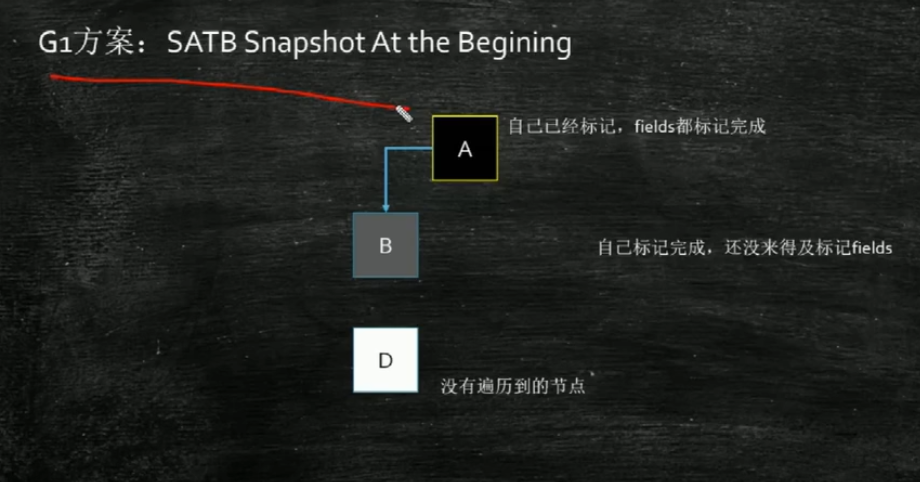 G1方案：SATB Snapshot At the Begining
A
自己已经标记，fields都标记完成
B
自己标记完成，还没来得及标记fields
D
没有遍历到的节点